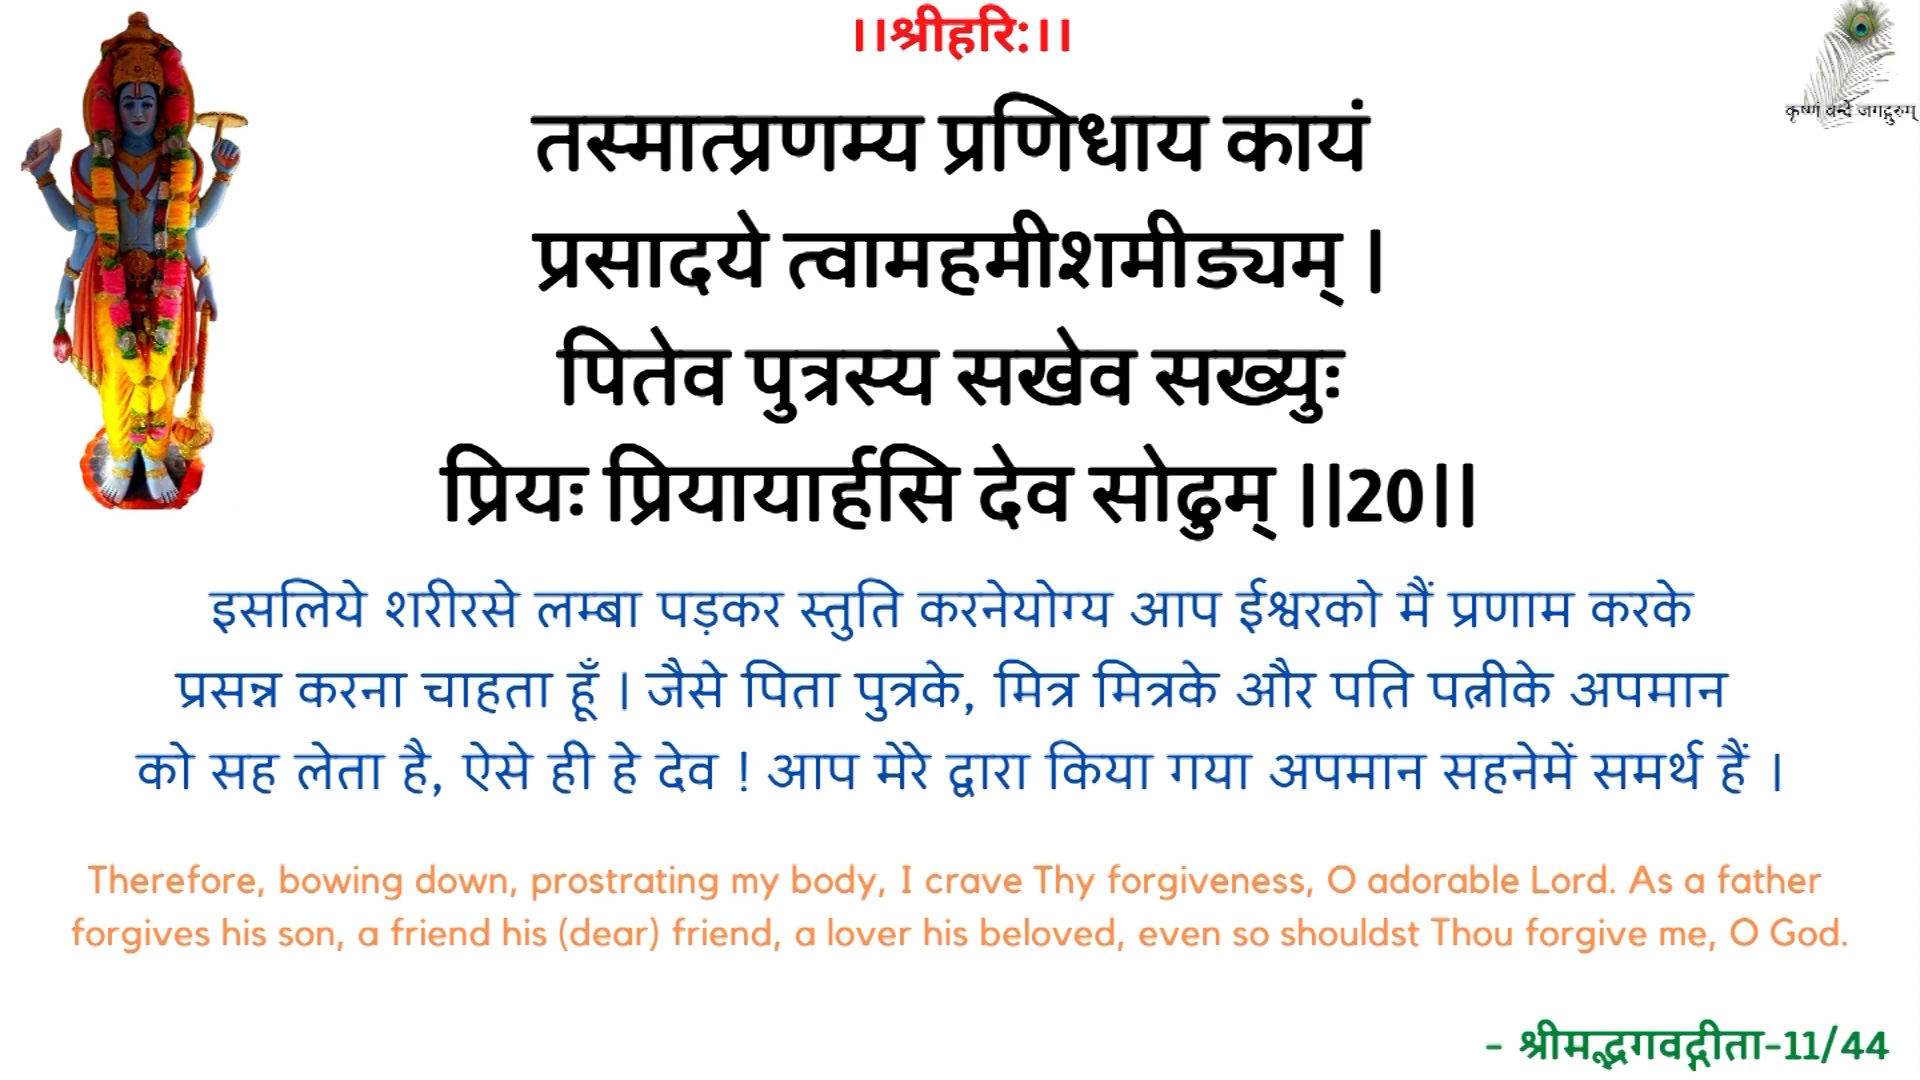 ।।श्रीहरि:।।
कृष्णं वन्दे जगद्गुरुम्
तस्मात्प्रणम्य प्रणिधाय कायं
प्रसादये त्वामहमीशमीड्यम् |
पितेव पुत्रस्य सखेव सख्युः
प्रियः प्रियायार्हसि देव सोढुम् ||20||
इसलिये शरीरसे लम्बा पड़कर स्तुति करनेयोग्य आप ईश्वरको मैं प्रणाम करके
प्रसन्न करना चाहता हूँ । जैसे पिता पुत्रके, मित्र मित्रके और पति पत्नीके अपमान
को सह लेता है, ऐसे ही हे देव ! आप मेरे द्वारा किया गया अपमान सहनेमें समर्थ हैं ।
Therefore, bowing down, prostrating my body, I crave Thy forgiveness, O adorable Lord. As a father
forgives his son, a friend his (dear) friend, a lover his beloved, even so shouldst Thou forgive me, O God.
- श्रीमद्भगवद्गीता-11/44